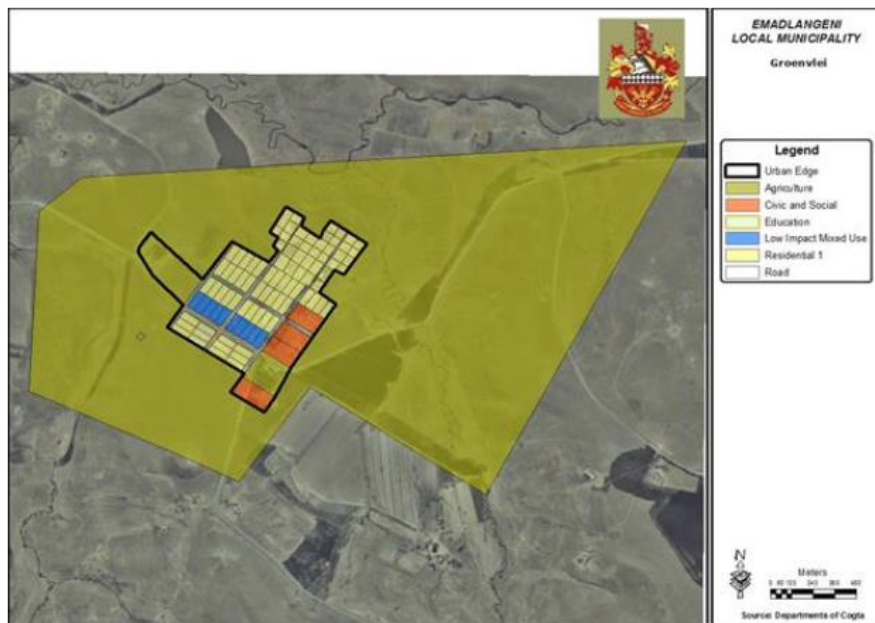 EMADLANGENI
LOCAL MUNICIPALITY
Groenvlei
Legend
Urban Edge
Agriculture
Civic and Social
Education
Low Impact Mixed Use
Residential 1
Road
N
Meters
Source: Departments of Cogta